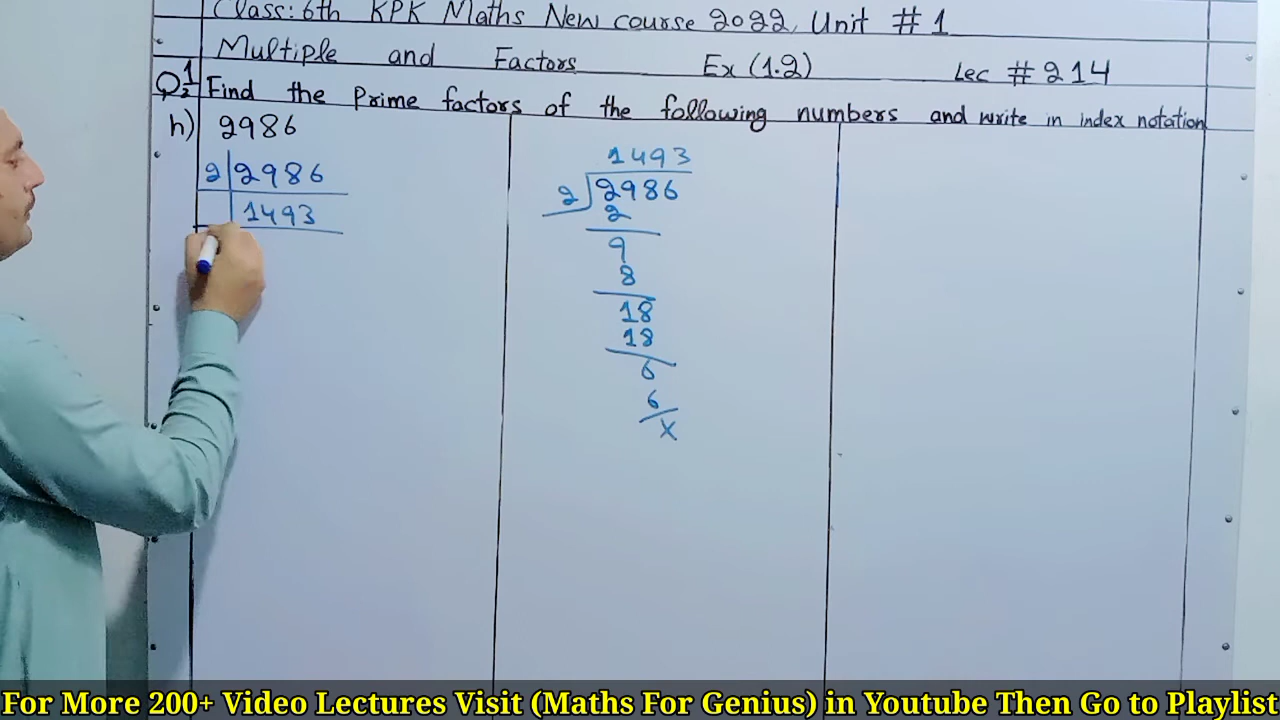 Class: 6th KPK Maths New course 2022, Unit # 1
Multiple and Factors Ex (1.2) Lec # 214
Q 1/2 Find the Prime factors of the following numbers and write in index notation
h) 2986
2 2986
1493
1493
2 2986
2
9
8
18
18
6
6
X
For More 200+ Video Lectures Visit (Maths For Genius) in Youtube Then Go to Playlist